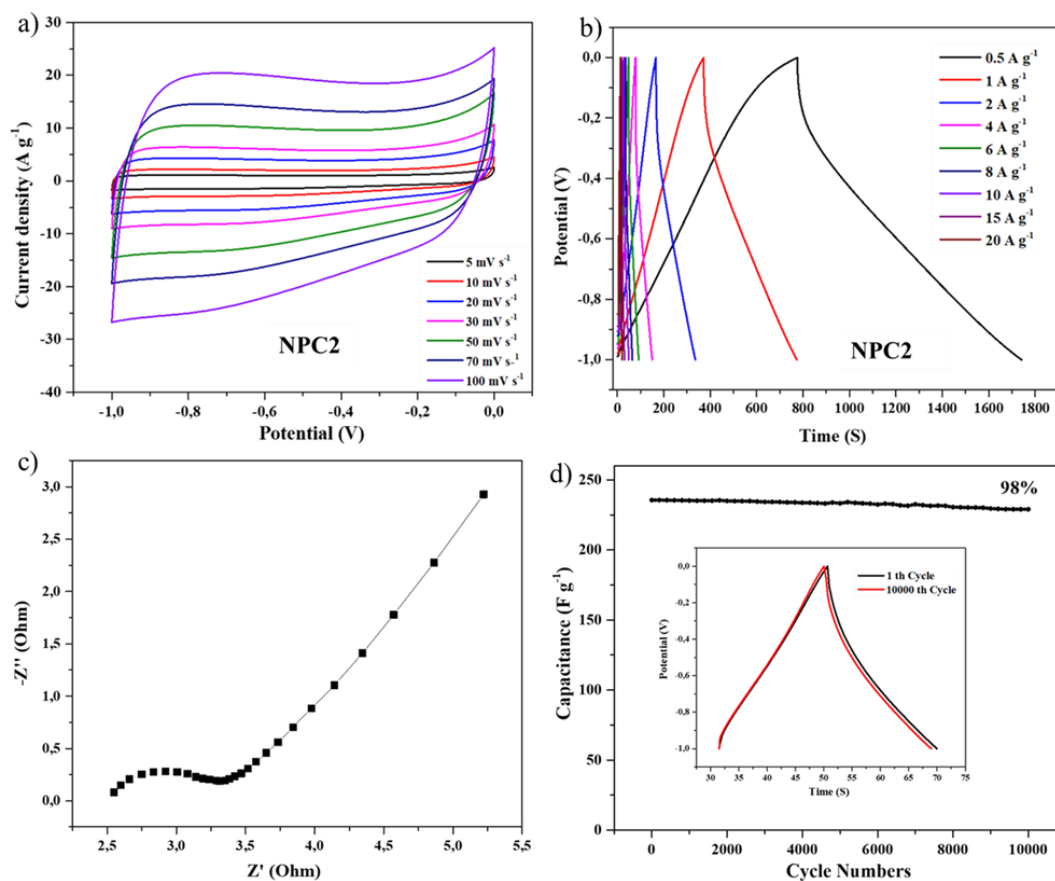 a)
30
20
10
0
-10
-20
-30
-40
Current density (A g-1)
-1,0
-0,8
-0,6
-0,4
-0,2
0,0
Potential (V)
NPC2
5 mV s-1
10 mV s-1
20 mV s-1
30 mV s-1
50 mV s-1
70 mV s-1
100 mV s-1
b)
0,0
-0,2
-0,4
-0,6
-0,8
-1,0
Potential (V)
0
200
400
600
800
1000
1200
1400
1600
1800
Time (S)
NPC2
0.5 A g-1
1 A g-1
2 A g-1
4 A g-1
6 A g-1
8 A g-1
10 A g-1
15 A g-1
20 A g-1
c)
3,0
2,5
2,0
1,5
1,0
0,5
0,0
-Z'' (Ohm)
2,5
3,0
3,5
4,0
4,5
5,0
5,5
Z' (Ohm)
d)
250
200
150
100
50
0
Capacitance (F g-1)
98%
0
2000
4000
6000
8000
10000
Cycle Numbers
0,0
-0,2
-0,4
-0,6
-0,8
-1,0
Potential (V)
30
35
40
45
50
55
60
65
70
75
Time (S)
1 th Cycle
10000 th Cycle